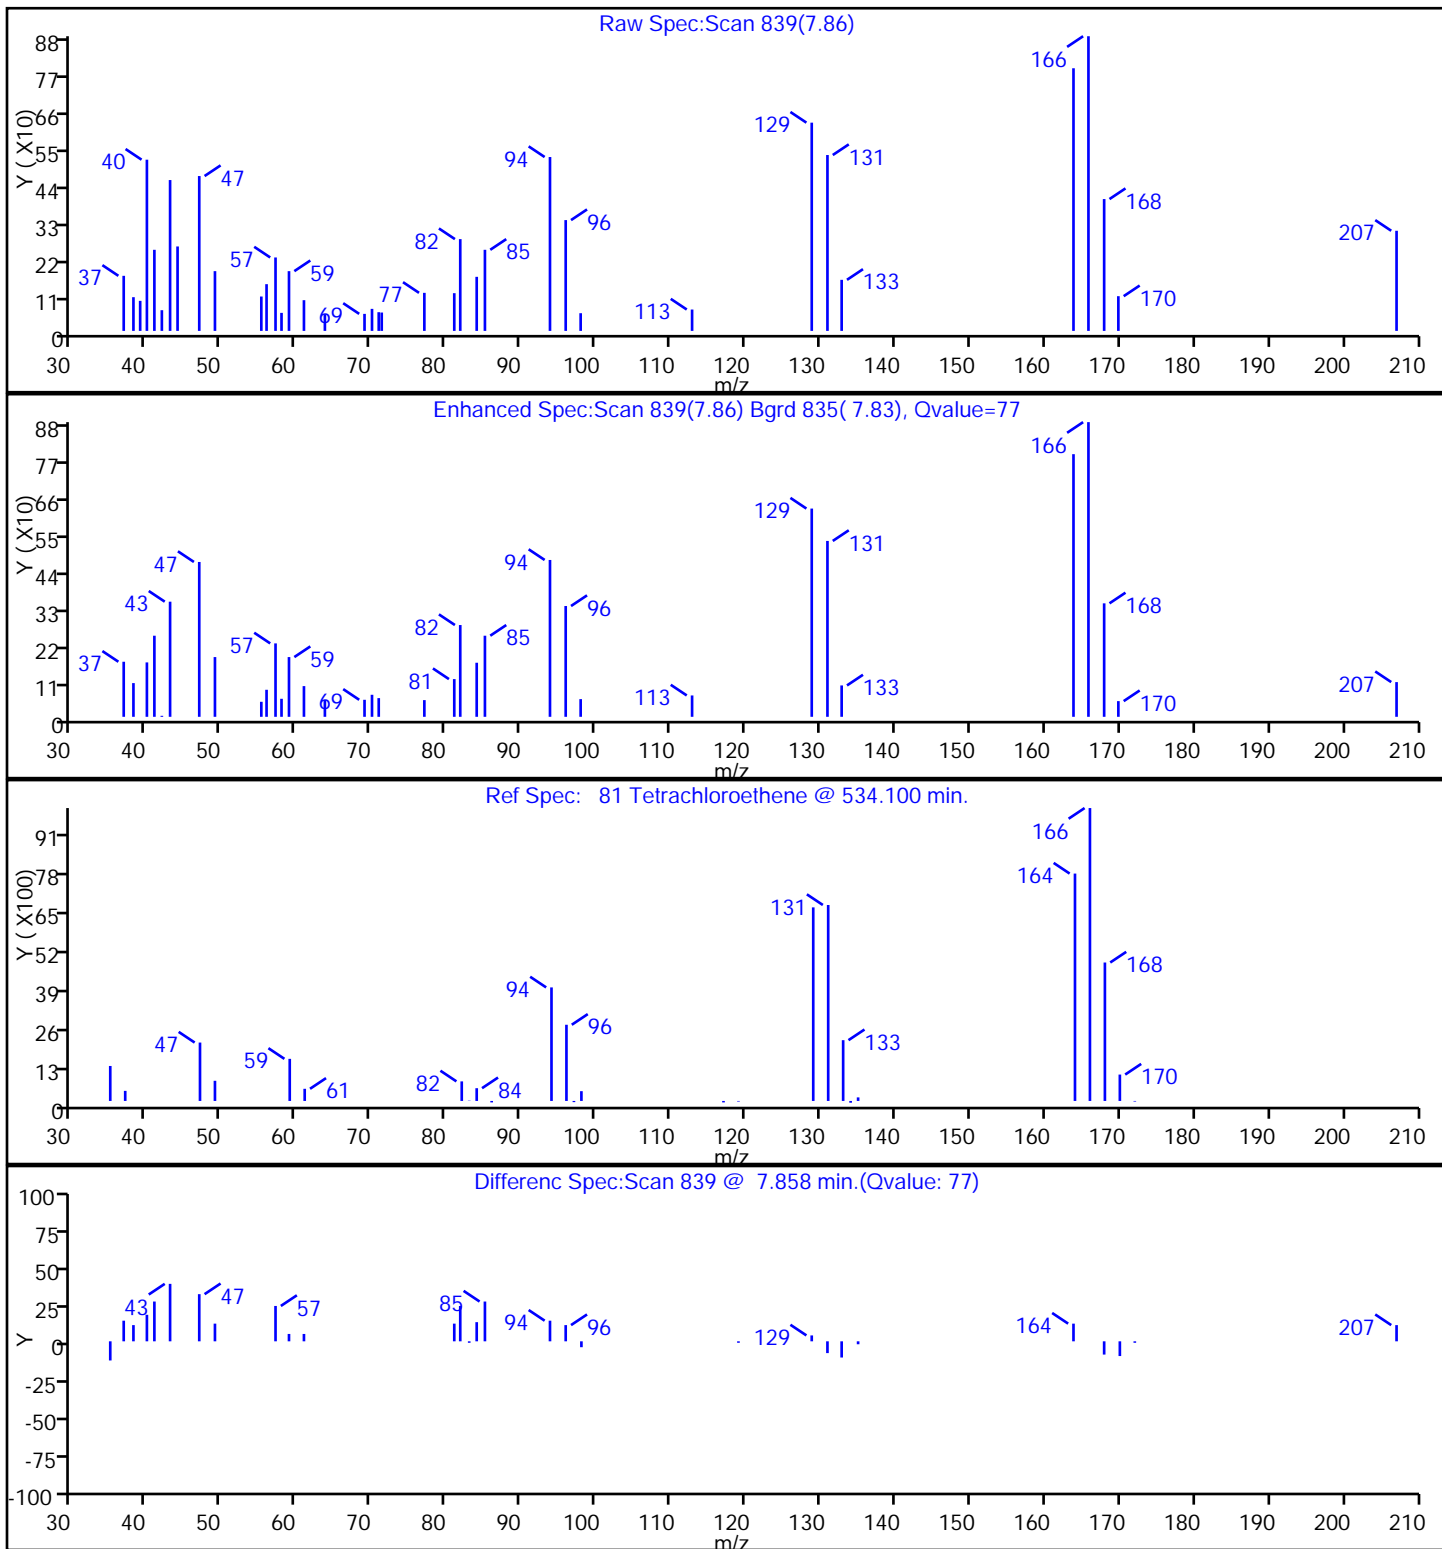 Raw Spec:Scan 839(7.86)
Y ( X10)
88
77
66
55
44
33
22
11
0
37 40 47 57 59 69 77 82 85 94 96 113 129 131 133 166 168 170 207
30 40 50 60 70 80 90 100 110 120 130 140 150 160 170 180 190 200 210
m/z
Enhanced Spec:Scan 839(7.86) Bgrd 835( 7.83), Qvalue=77
Y ( X10)
88
77
66
55
44
33
22
11
0
37 43 47 57 59 69 81 82 85 94 96 113 129 131 133 166 168 170 207
30 40 50 60 70 80 90 100 110 120 130 140 150 160 170 180 190 200 210
m/z
Ref Spec: 81 Tetrachloroethene @ 534.100 min.
Y ( X100)
91
78
65
52
39
26
13
0
47 59 61 82 84 94 96 131 133 164 166 168 170
30 40 50 60 70 80 90 100 110 120 130 140 150 160 170 180 190 200 210
m/z
Differenc Spec:Scan 839 @ 7.858 min.(Qvalue: 77)
Y
100
75
50
25
0
-25
-50
-75
-100
43 47 57 85 94 96 129 164 207
30 40 50 60 70 80 90 100 110 120 130 140 150 160 170 180 190 200 210
m/z